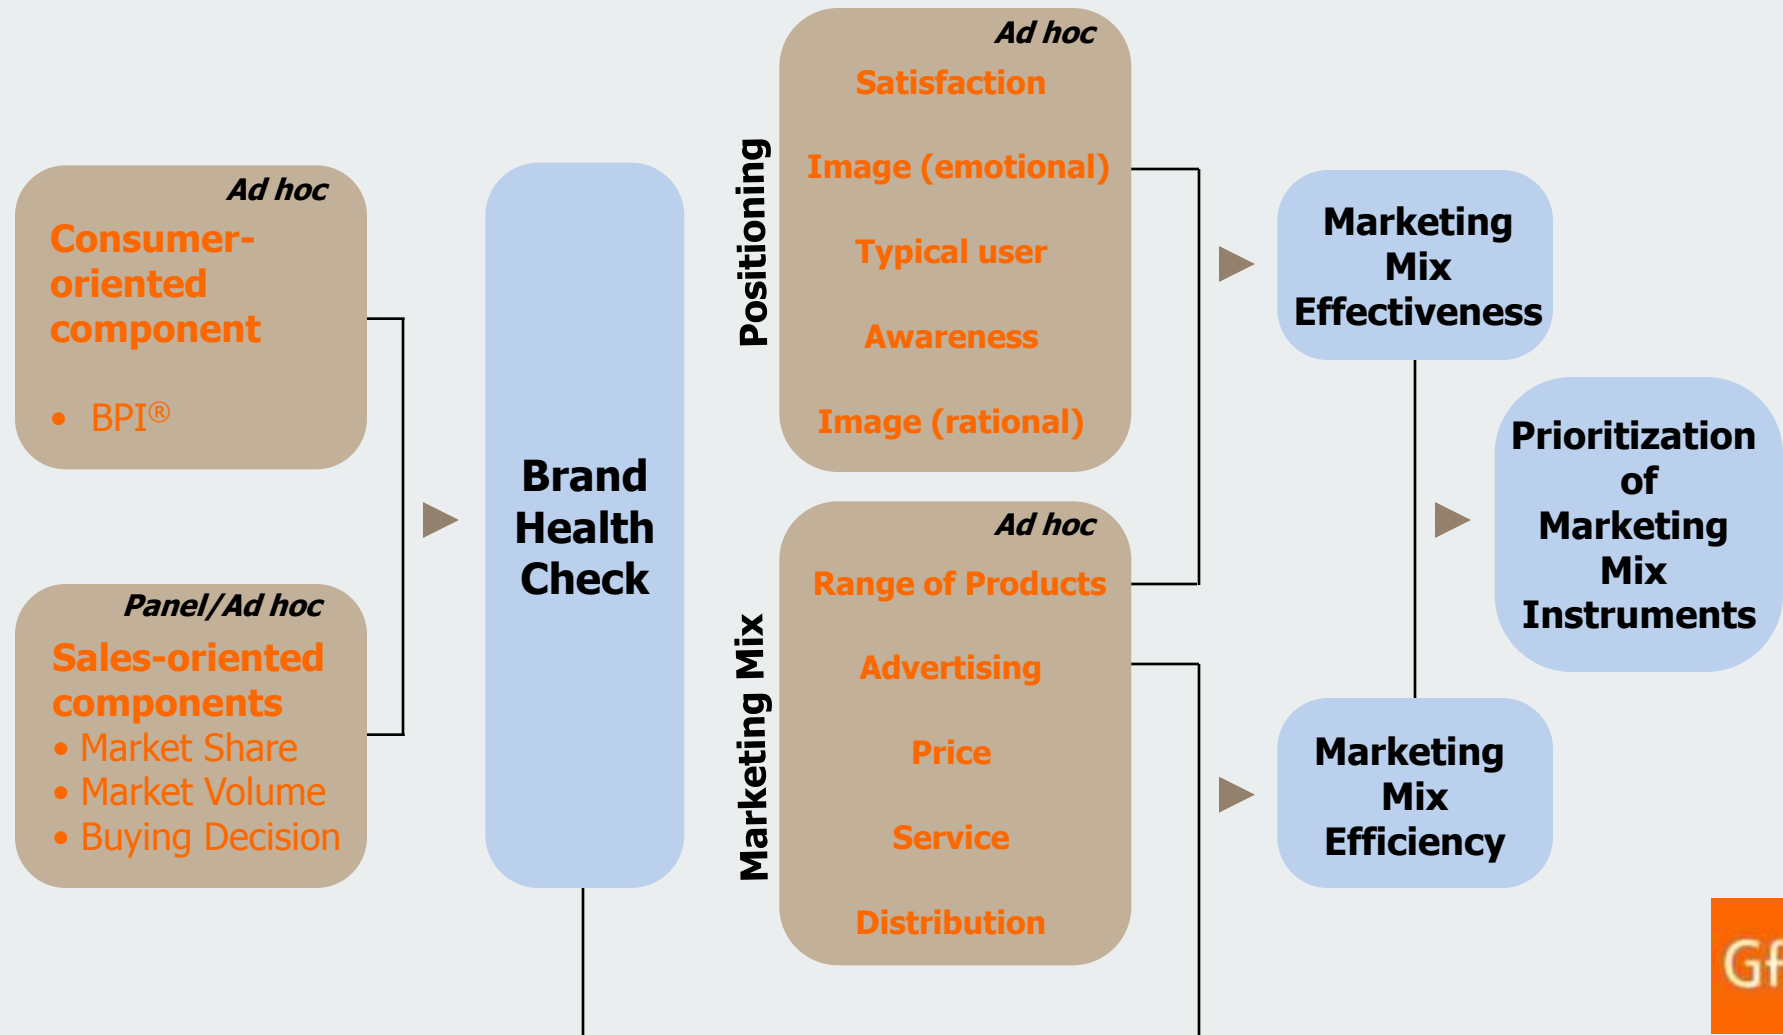 Ad hoc
Consumer-
oriented
component
• BPI®
Panel/Ad hoc
Sales-oriented
components
• Market Share
• Market Volume
• Buying Decision
Brand
Health
Check
Positioning
Ad hoc
Satisfaction
Image (emotional)
Typical user
Awareness
Image (rational)
Marketing Mix
Ad hoc
Range of Products
Advertising
Price
Service
Distribution
Marketing
Mix
Effectiveness
Marketing
Mix
Efficiency
Prioritization
of
Marketing
Mix
Instruments